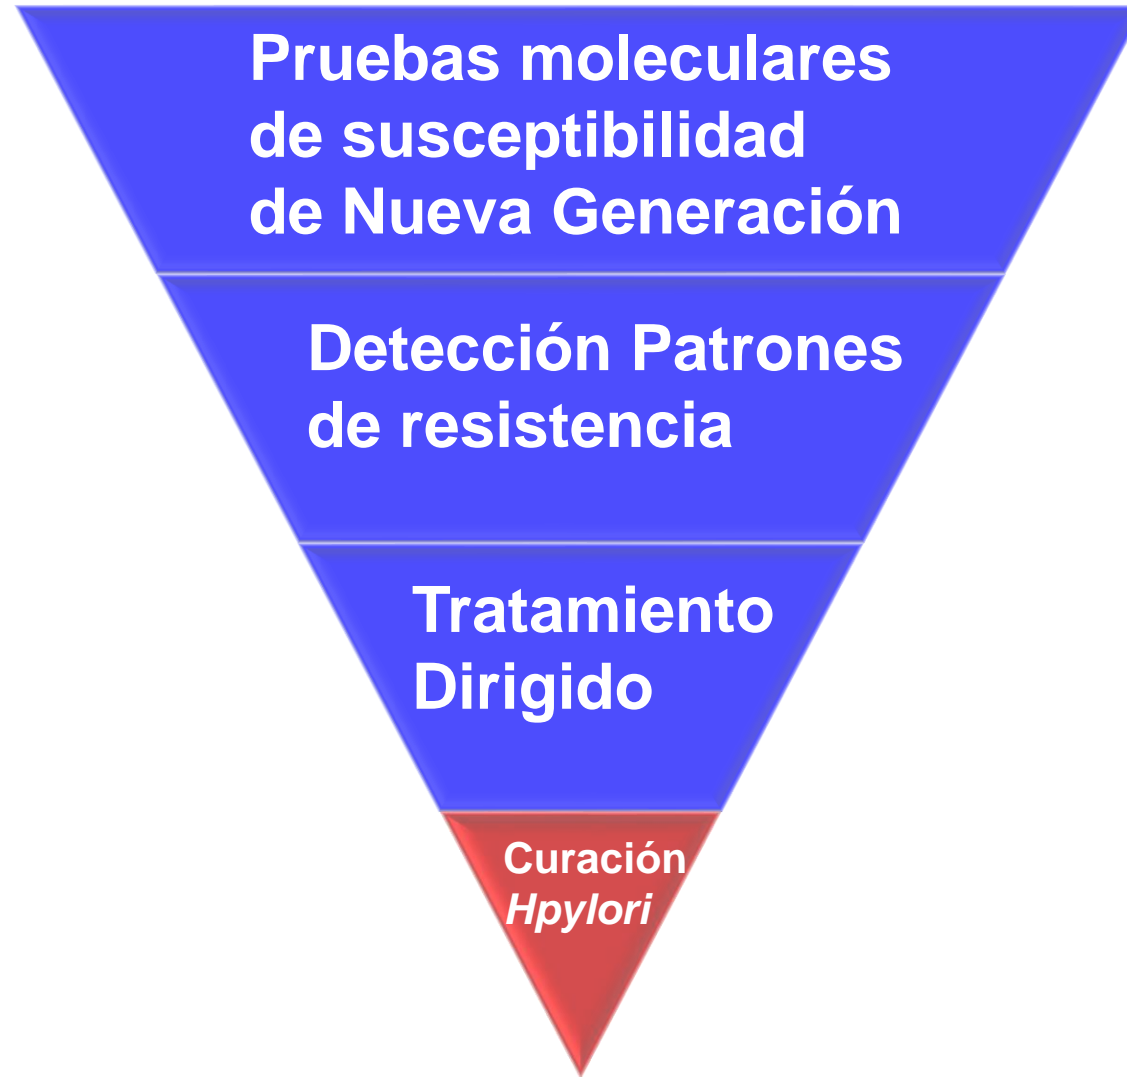 Pruebas moleculares
de susceptibilidad
de Nueva Generación
Detección Patrones
de resistencia
Tratamiento
Dirigido
Curación
Hpylori